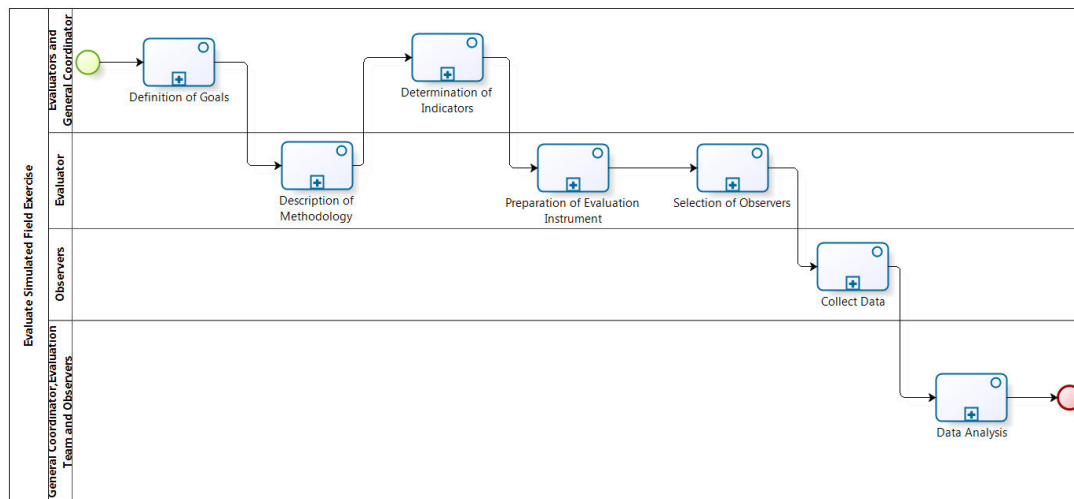 Evaluate Simulated Field Exercise
Evaluators and
General Coordinator
Definition of Goals
Determination of
Indicators
Evaluator
Description of
Methodology
Preparation of Evaluation
Instrument
Selection of Observers
Observers
Collect Data
General Coordinator,Evaluation
Team and Observers
Data Analysis